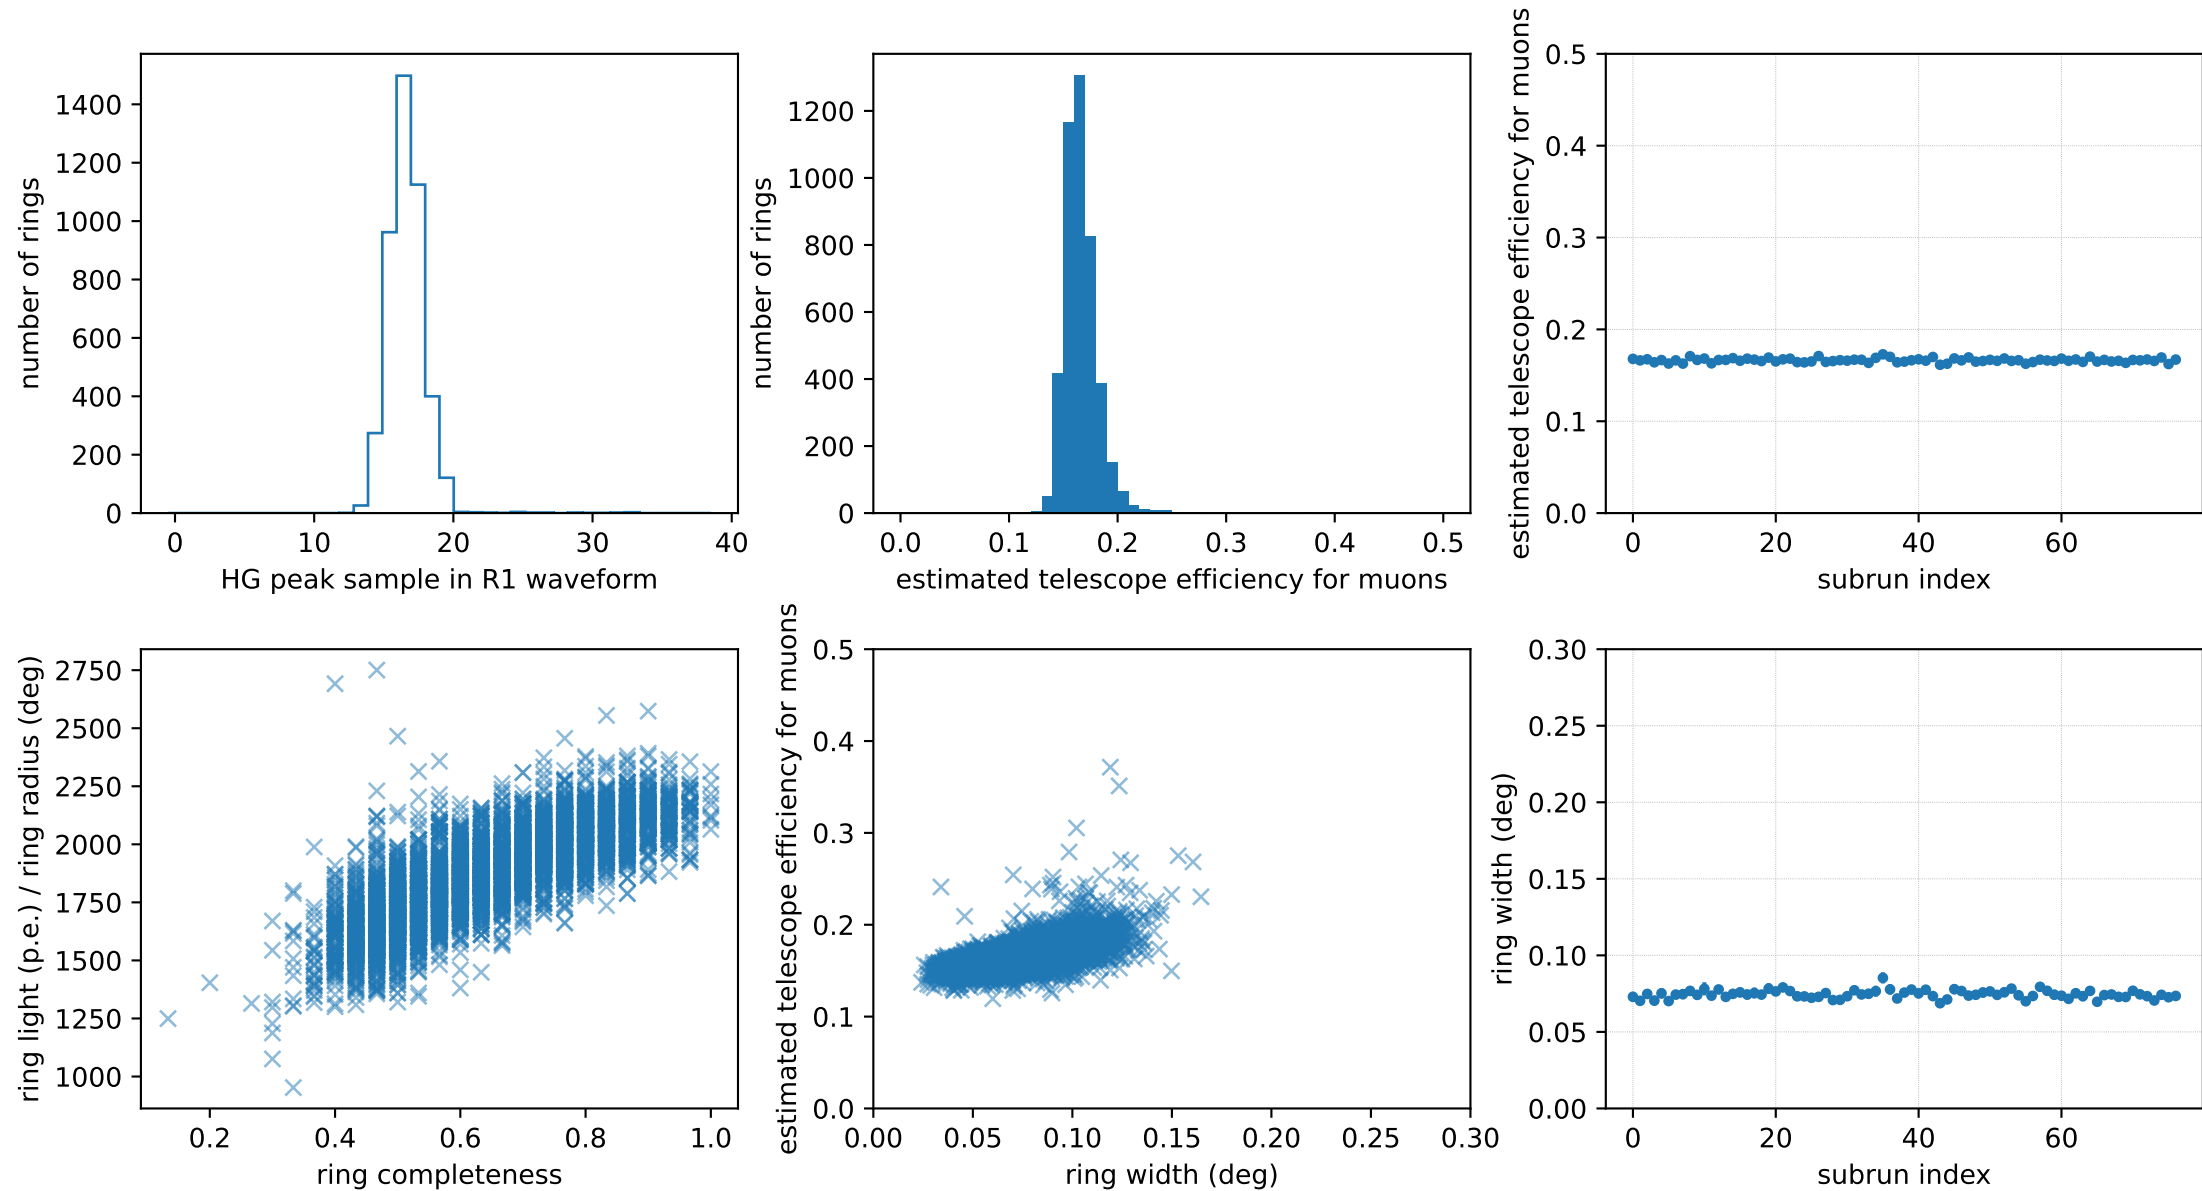 number of rings
1400
1200
1000
800
600
400
200
0
0 10 20 30 40
HG peak sample in R1 waveform
number of rings
1200
1000
800
600
400
200
0
0.0 0.1 0.2 0.3 0.4 0.5
estimated telescope efficiency for muons
estimated telescope efficiency for muons
0.5
0.4
0.3
0.2
0.1
0.0
0 20 40 60
subrun index
ring light (p.e.) / ring radius (deg)
2750
2500
2250
2000
1750
1500
1250
1000
0.2 0.4 0.6 0.8 1.0
ring completeness
estimated telescope efficiency for muons
0.5
0.4
0.3
0.2
0.1
0.0
0.00 0.05 0.10 0.15 0.20 0.25 0.30
ring width (deg)
ring width (deg)
0.30
0.25
0.20
0.15
0.10
0.05
0.00
0 20 40 60
subrun index